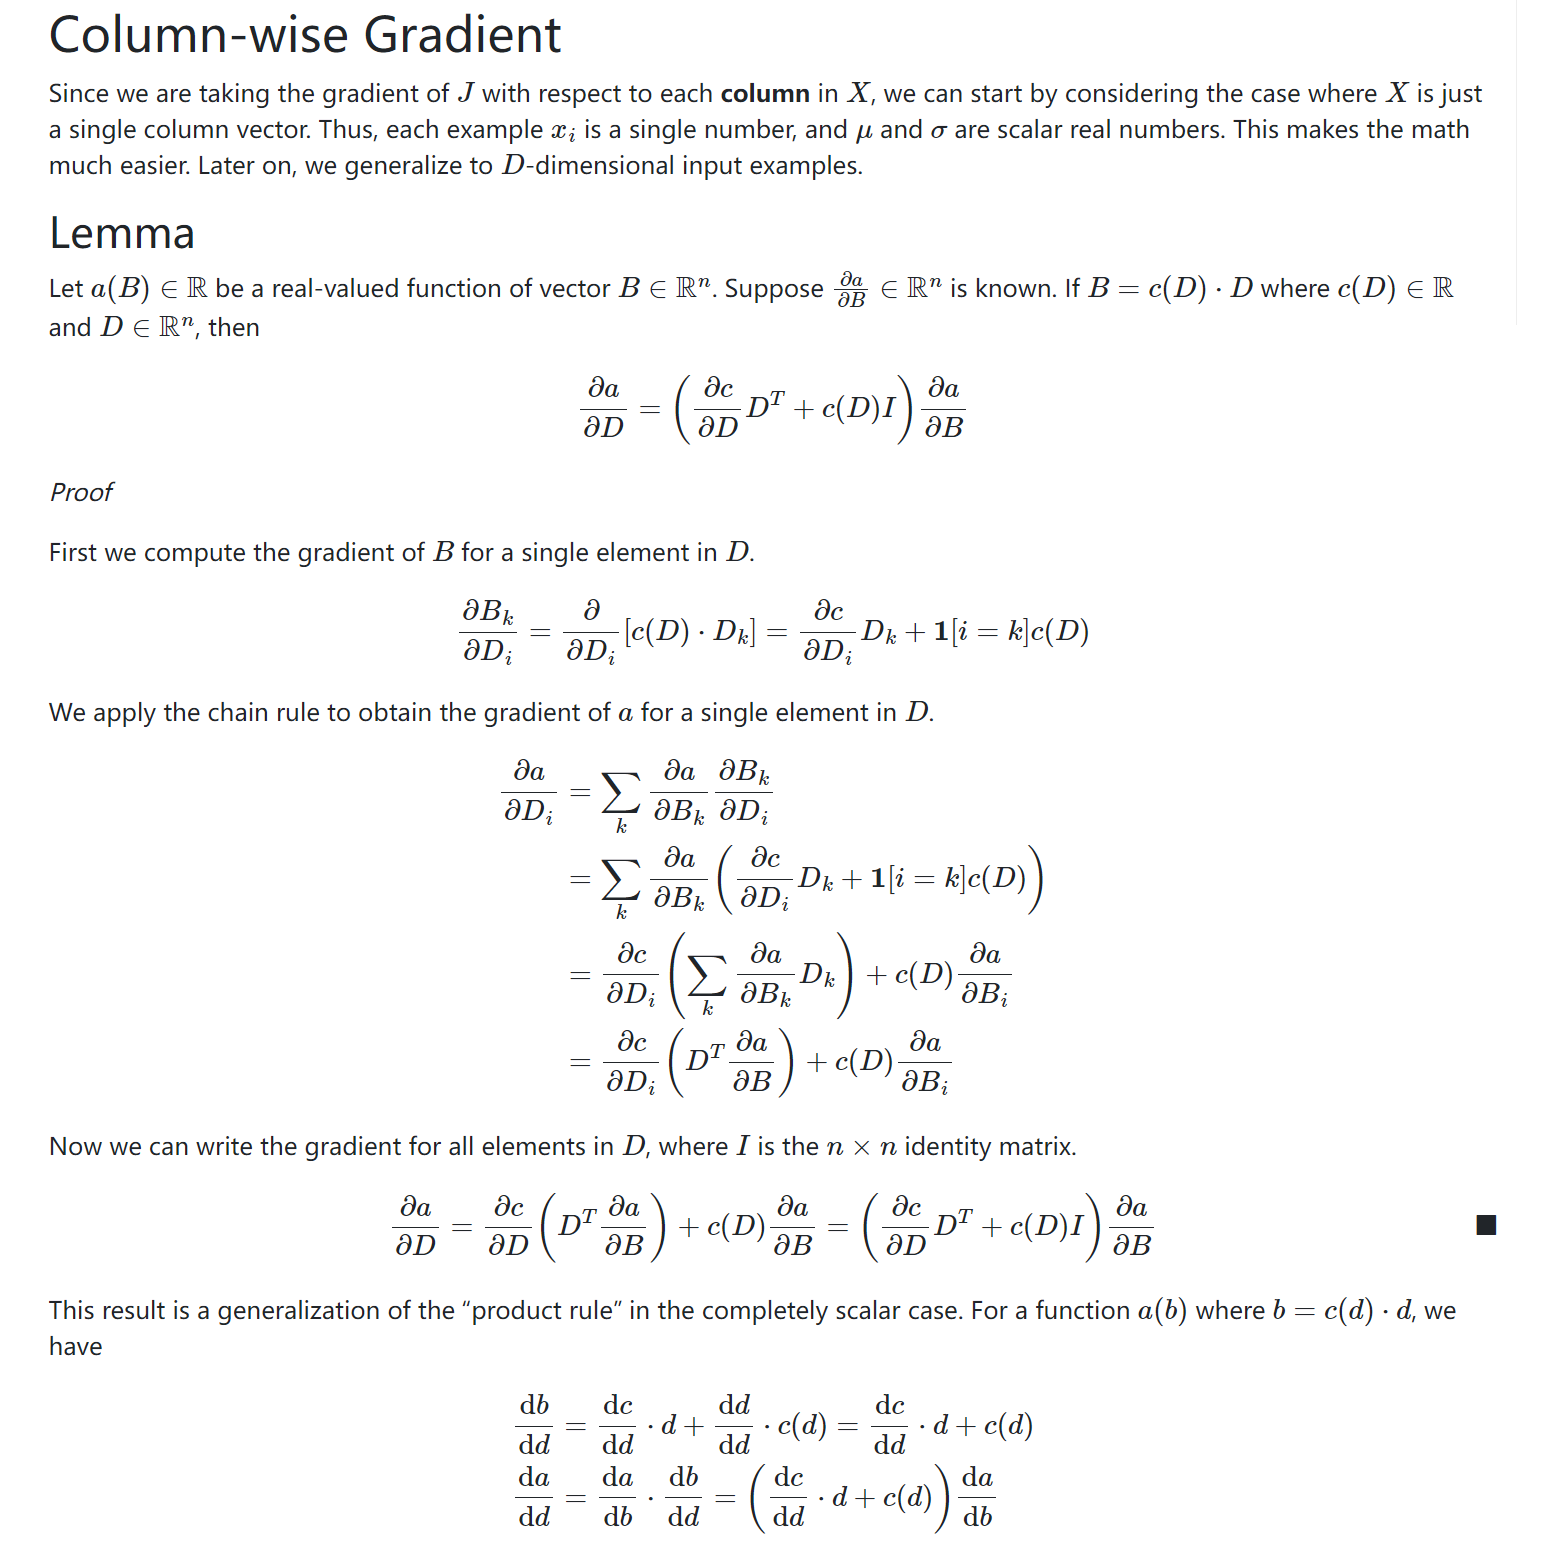 Column-wise Gradient
Since we are taking the gradient of $J$ with respect to each **column** in $X$, we can start by considering the case where $X$ is just
a single column vector. Thus, each example $x_i$ is a single number, and $\mu$ and $\sigma$ are scalar real numbers. This makes the math
much easier. Later on, we generalize to $D$-dimensional input examples.
Lemma
Let $a(B) \in \mathbb{R}$ be a real-valued function of vector $B \in \mathbb{R}^n$. Suppose $\frac{\partial a}{\partial B} \in \mathbb{R}^n$ is known. If $B = c(D) \cdot D$ where $c(D) \in \mathbb{R}$
and $D \in \mathbb{R}^n$, then
$\frac{\partial a}{\partial D} = \left( \frac{\partial c}{\partial D} D^T + c(D) I \right) \frac{\partial a}{\partial B}$
Proof
First we compute the gradient of $B$ for a single element in $D$.
$\frac{\partial B_k}{\partial D_i} = \frac{\partial}{\partial D_i} [c(D) \cdot D_k] = \frac{\partial c}{\partial D_i} D_k + \mathbf{1}[i = k] c(D)$
We apply the chain rule to obtain the gradient of $a$ for a single element in $D$.
$\frac{\partial a}{\partial D_i} = \sum_k \frac{\partial a}{\partial B_k} \frac{\partial B_k}{\partial D_i}$
$= \sum_k \frac{\partial a}{\partial B_k} \left( \frac{\partial c}{\partial D_i} D_k + \mathbf{1}[i = k] c(D) \right)$
$= \frac{\partial c}{\partial D_i} \left( \sum_k \frac{\partial a}{\partial B_k} D_k \right) + c(D) \frac{\partial a}{\partial B_i}$
$= \frac{\partial c}{\partial D_i} \left( D^T \frac{\partial a}{\partial B} \right) + c(D) \frac{\partial a}{\partial B_i}$
Now we can write the gradient for all elements in $D$, where $I$ is the $n \times n$ identity matrix.
$\frac{\partial a}{\partial D} = \frac{\partial c}{\partial D} \left( D^T \frac{\partial a}{\partial B} \right) + c(D) \frac{\partial a}{\partial B} = \left( \frac{\partial c}{\partial D} D^T + c(D) I \right) \frac{\partial a}{\partial B}$ ■
This result is a generalization of the “product rule” in the completely scalar case. For a function $a(b)$ where $b = c(d) \cdot d$, we
have
$\frac{\mathrm{d}b}{\mathrm{d}d} = \frac{\mathrm{d}c}{\mathrm{d}d} \cdot d + \frac{\mathrm{d}d}{\mathrm{d}d} \cdot c(d) = \frac{\mathrm{d}c}{\mathrm{d}d} \cdot d + c(d)$
$\frac{\mathrm{d}a}{\mathrm{d}d} = \frac{\mathrm{d}a}{\mathrm{d}b} \cdot \frac{\mathrm{d}b}{\mathrm{d}d} = \left( \frac{\mathrm{d}c}{\mathrm{d}d} \cdot d + c(d) \right) \frac{\mathrm{d}a}{\mathrm{d}b}$